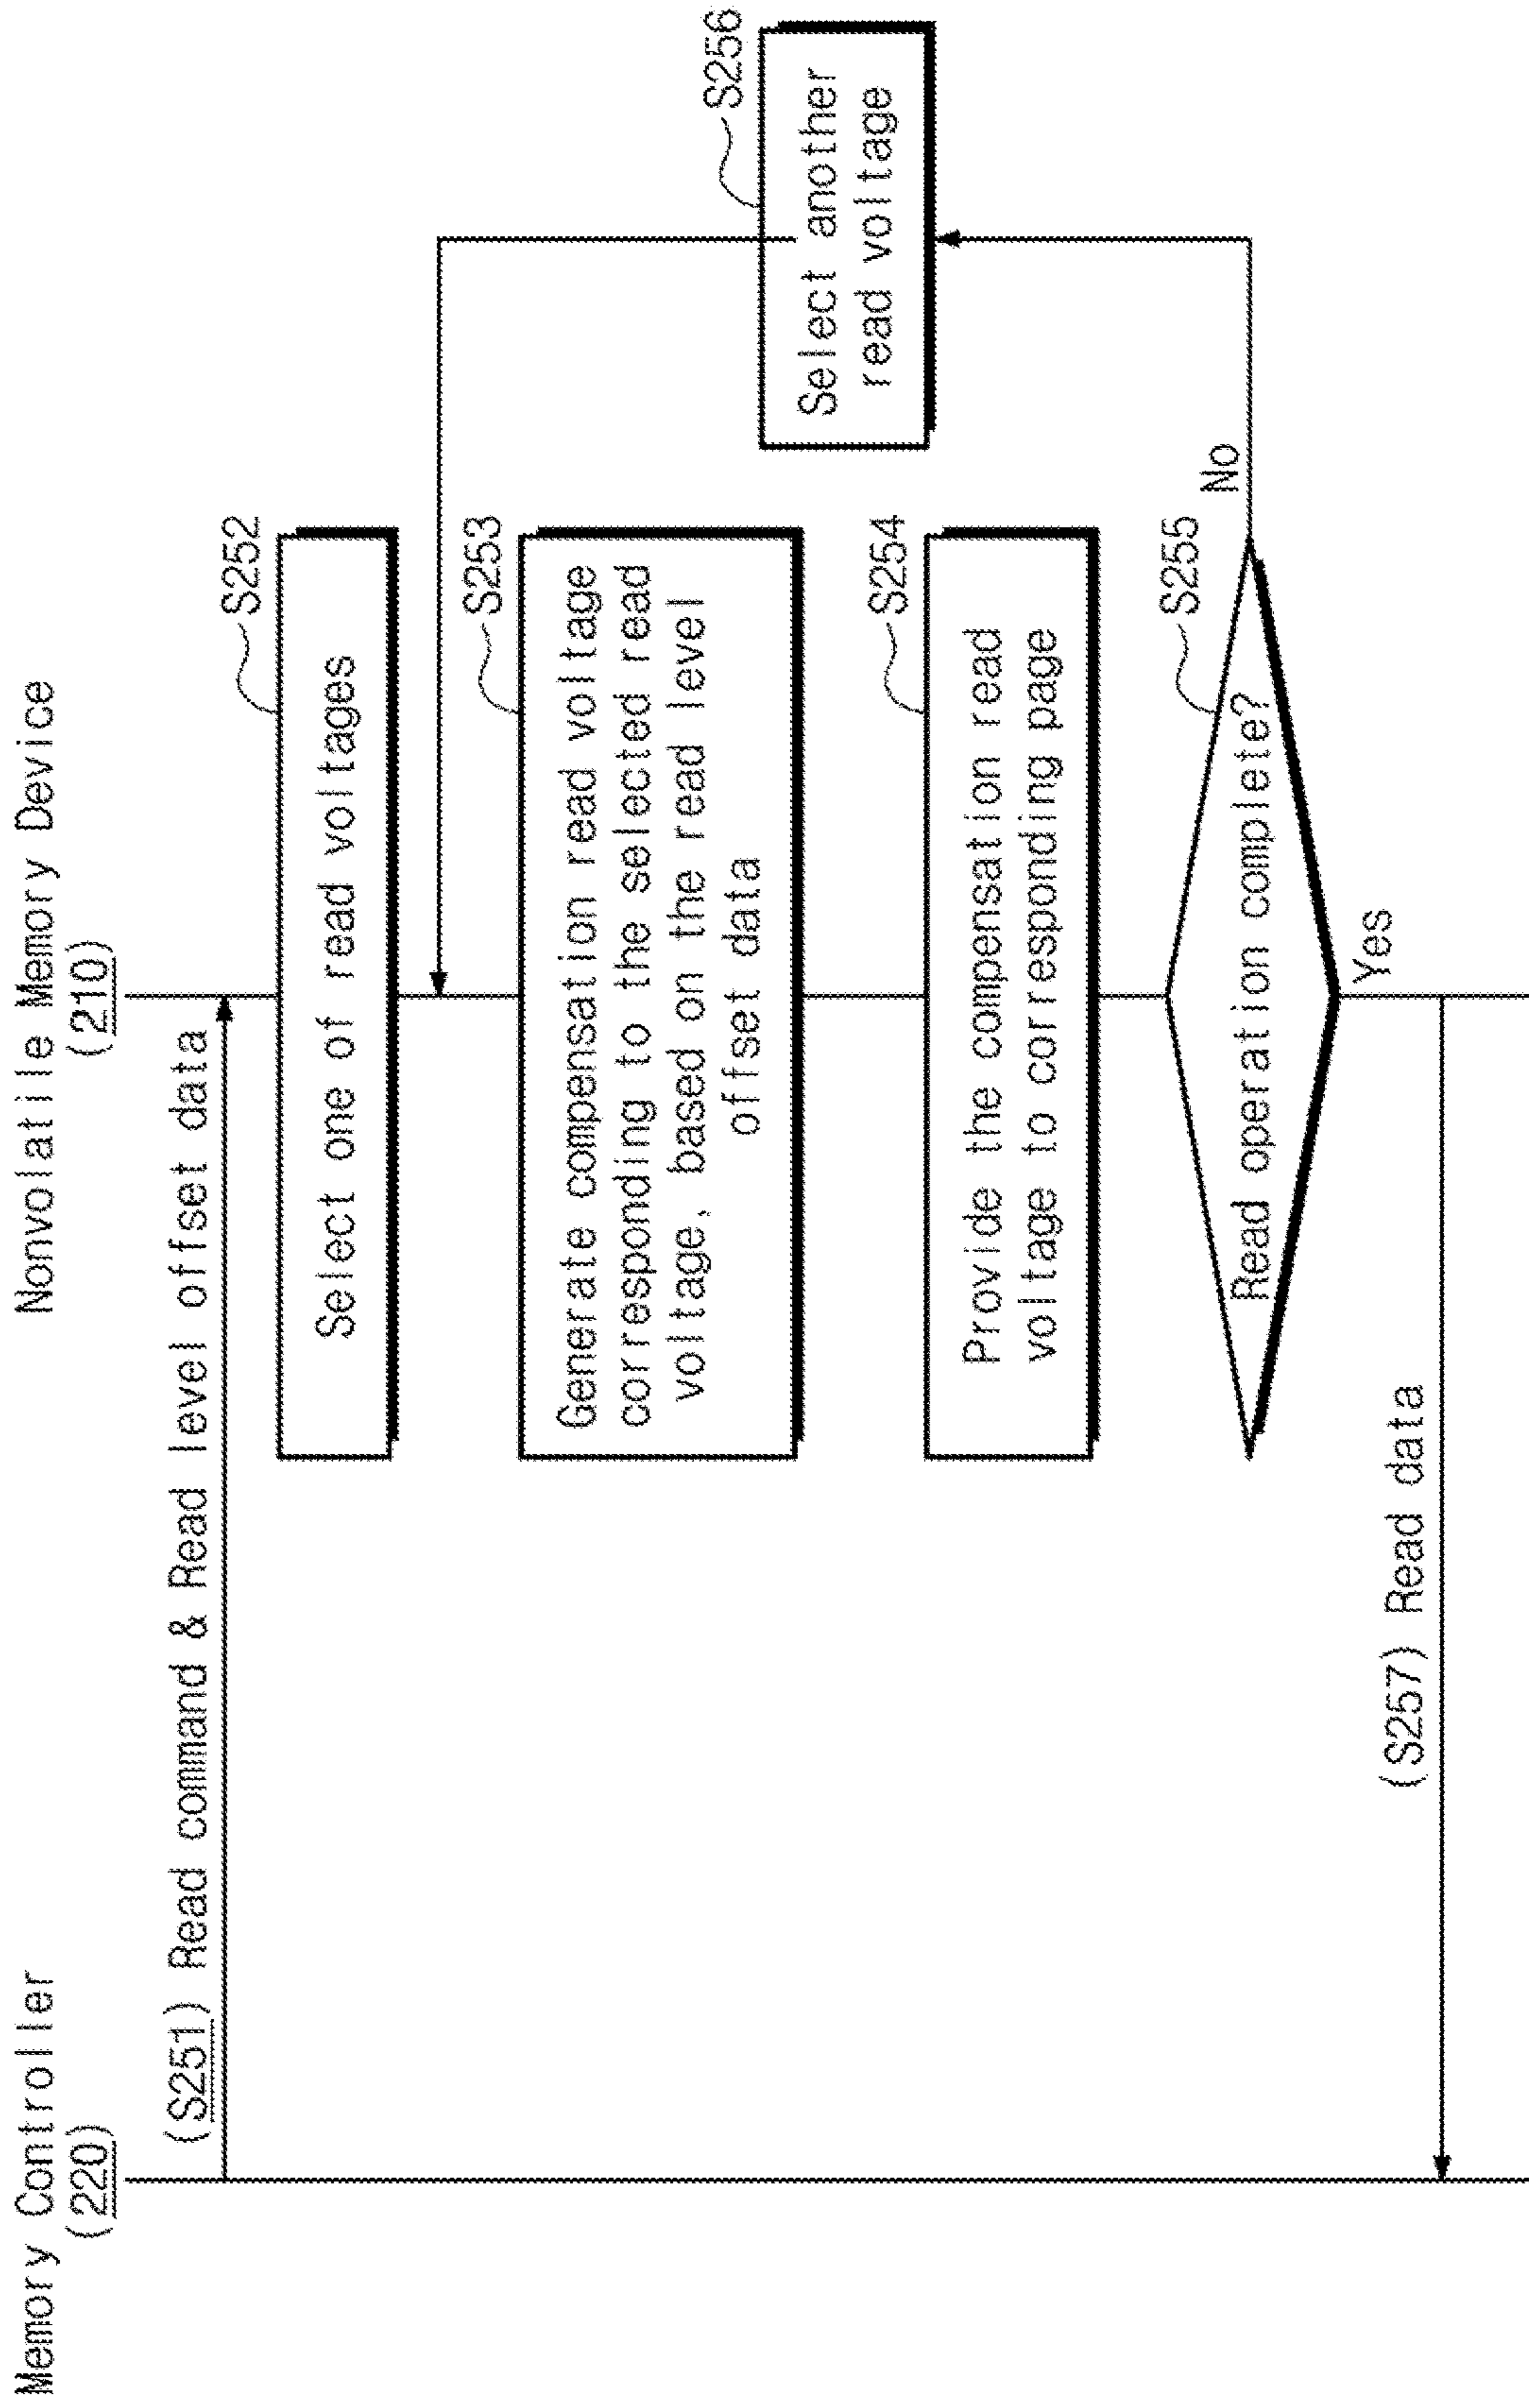 Memory Controller
(220)
Nonvolatile Memory Device
(210)
(S251) Read command & Read level offset data
S252
Select one of read voltages
S253
Generate compensation read voltage
corresponding to the selected read
voltage, based on the read level
offset data
S254
Provide the compensation read
voltage to corresponding page
S255
Read operation complete?
No
S256
Select another
read voltage
Yes
(S257) Read data